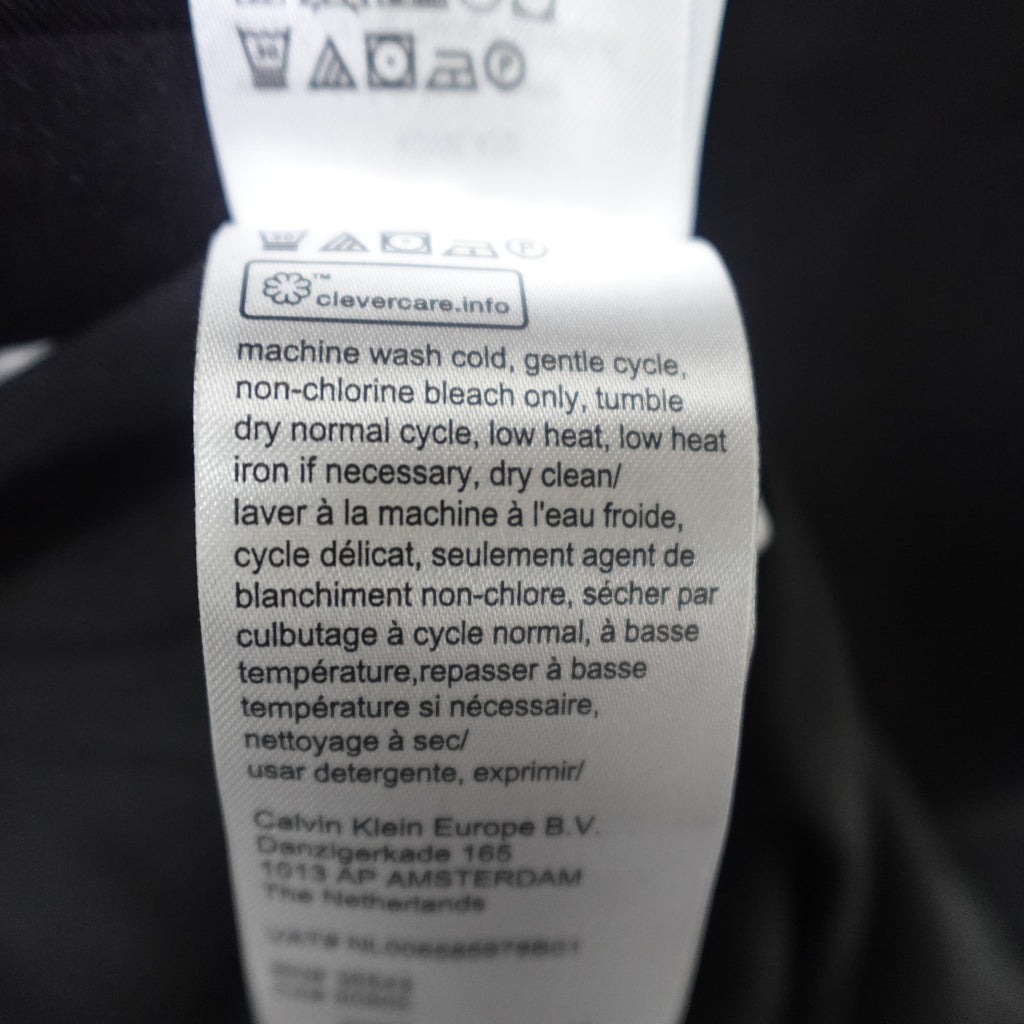 ™
clevercare.info
machine wash cold, gentle cycle,
non-chlorine bleach only, tumble
dry normal cycle, low heat, low heat
iron if necessary, dry clean/
laver à la machine à l'eau froide,
cycle délicat, seulement agent de
blanchiment non-chlore, sécher par
culbutage à cycle normal, à basse
température,repasser à basse
température si nécessaire,
nettoyage à sec/
usar detergente, exprimir/
Calvin Klein Europe B.V.
Danzigerkade 165
1013 AP AMSTERDAM
The Netherlands